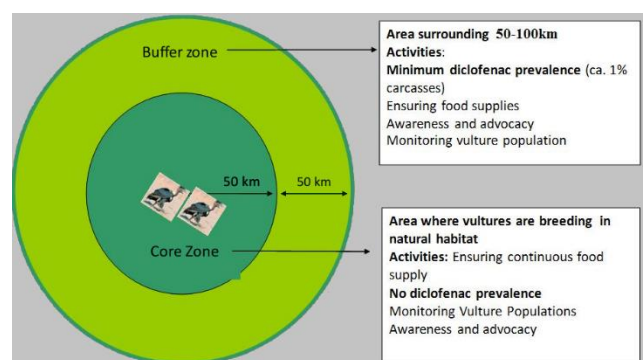 Buffer zone
50 km
50 km
Core Zone
Area surrounding 50-100km
Activities:
Minimum diclofenac prevalence (ca. 1%
carcasses)
Ensuring food supplies
Awareness and advocacy
Monitoring vulture population
Area where vultures are breeding in
natural habitat
Activities: Ensuring continuous food
supply
No diclofenac prevalence
Monitoring Vulture Populations
Awareness and advocacy